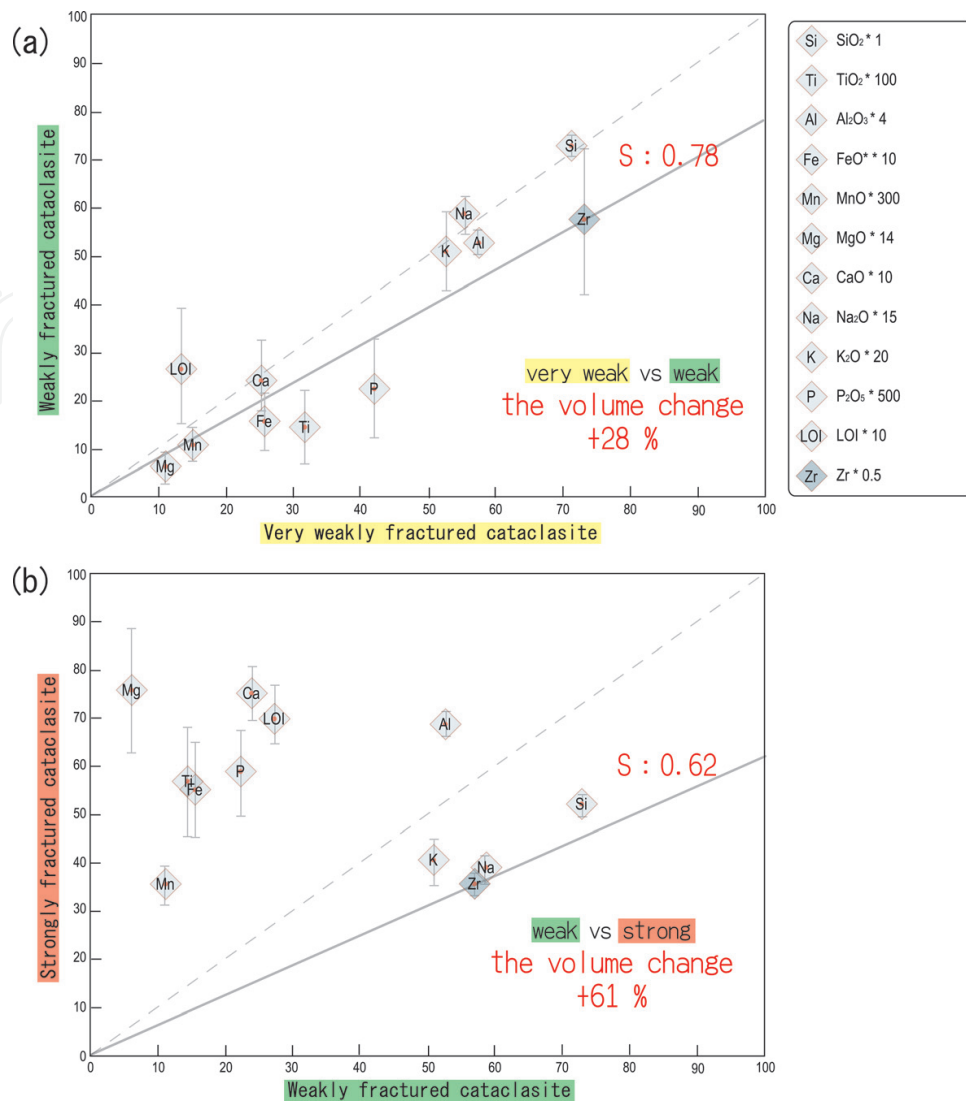 (a)
Weakly fractured cataclasite
100
90
80
70
60
50
40
30
20
10
0
Si
S : 0.78
Na
Zr
K
Al
LOI
Ca
P
Fe
Ti
Mn
Mg
very weak vs weak
the volume change
+28 %
0 10 20 30 40 50 60 70 80 90 100
Very weakly fractured cataclasite
Si SiO₂ * 1
Ti TiO₂ * 100
Al Al₂O₃ * 4
Fe FeO* * 10
Mn MnO * 300
Mg MgO * 14
Ca CaO * 10
Na Na₂O * 15
K K₂O * 20
P P₂O₅ * 500
LOI LOI * 10
Zr Zr * 0.5
(b)
Strongly fractured cataclasite
100
90
80
70
60
50
40
30
20
10
0
Mg
Ca
LOI
Al
P
Ti
Fe
S : 0.62
Si
K
Na
Mn
Zr
weak vs strong
the volume change
+61 %
0 10 20 30 40 50 60 70 80 90 100
Weakly fractured cataclasite